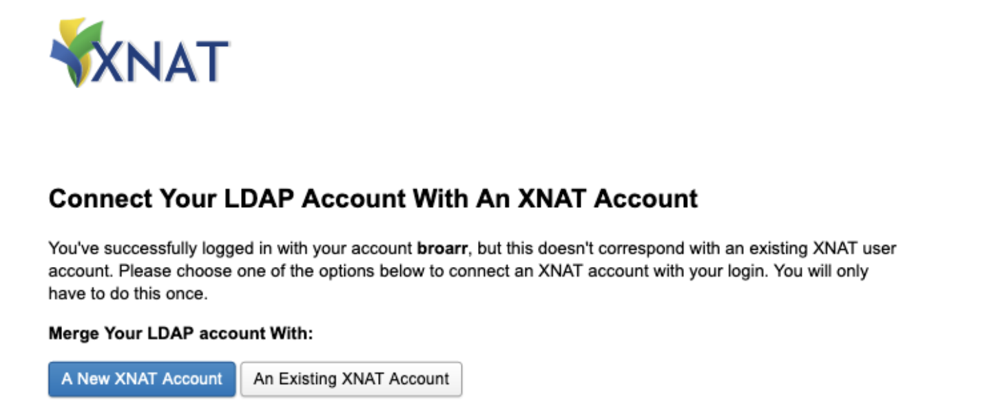 XNAT
Connect Your LDAP Account With An XNAT Account
You've successfully logged in with your account broarr, but this doesn't correspond with an existing XNAT user
account. Please choose one of the options below to connect an XNAT account with your login. You will only
have to do this once.
Merge Your LDAP account With:
A New XNAT Account An Existing XNAT Account